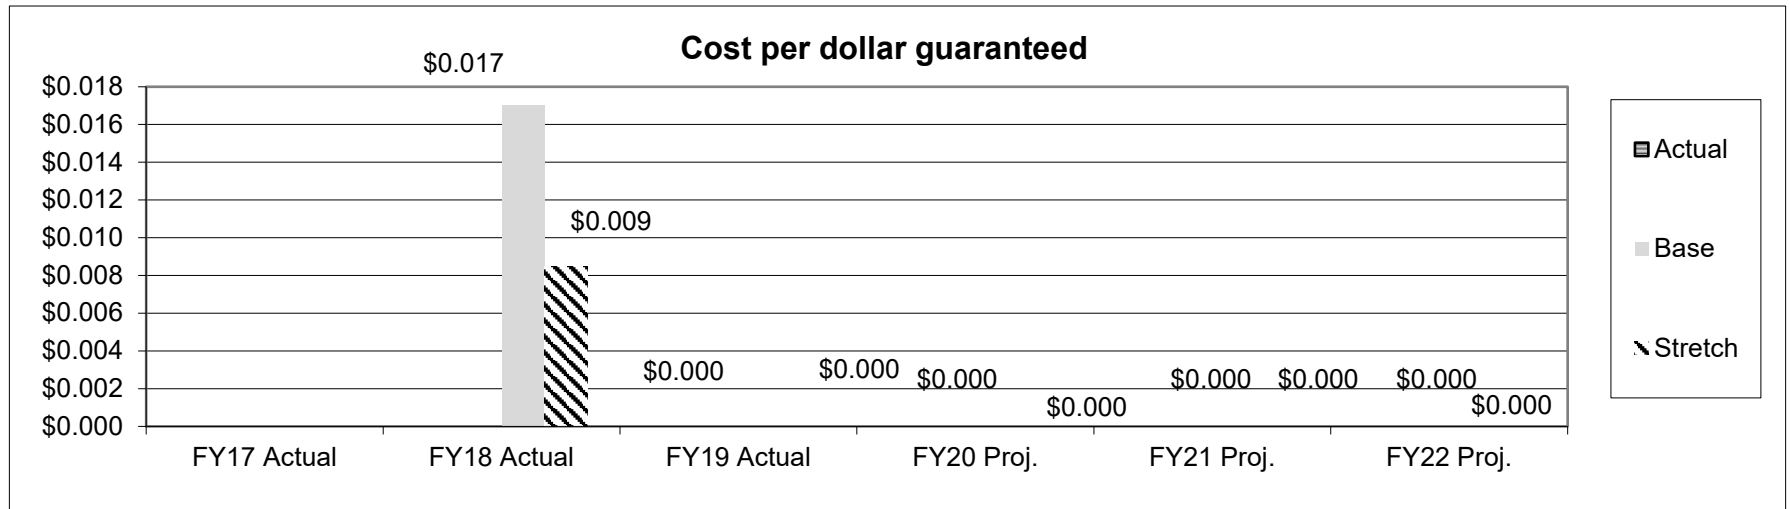 Cost per dollar guaranteed
$0.017
$0.018
$0.016
$0.014
$0.012
$0.010
$0.008
$0.006
$0.004
$0.002
$0.000
$0.009
$0.000
$0.000
$0.000
$0.000
$0.000
$0.000
$0.000
$0.000
FY17 Actual
FY18 Actual
FY19 Actual
FY20 Proj.
FY21 Proj.
FY22 Proj.
Actual
Base
Stretch